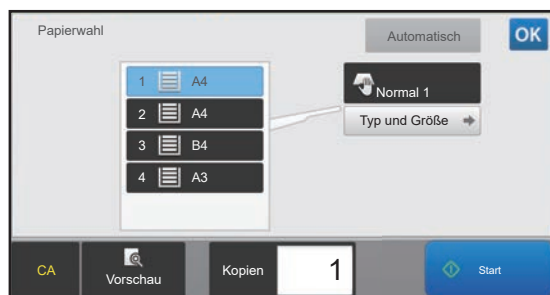 Papierwahl
Automatisch
OK
1 A4
2 A4
3 B4
4 A3
Normal 1
Typ und Größe
CA
Vorschau
Kopien
1
Start